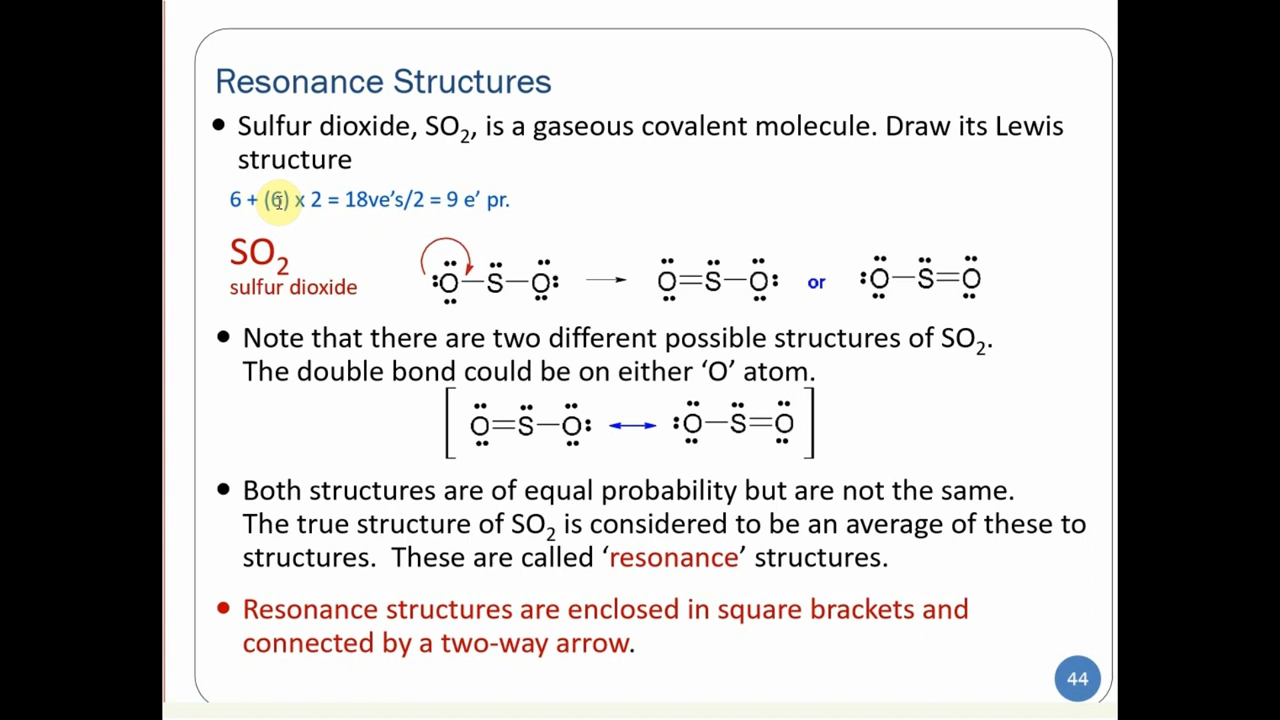 Resonance Structures
• Sulfur dioxide, SO₂, is a gaseous covalent molecule. Draw its Lewis
structure
6 + (6) x 2 = 18ve's/2 = 9 e' pr.
SO₂
sulfur dioxide
:O—S—O: → O=S—O: or :O—S=O
• Note that there are two different possible structures of SO₂.
The double bond could be on either ‘O’ atom.
[ O=S—O: ↔ :O—S=O ]
• Both structures are of equal probability but are not the same.
The true structure of SO₂ is considered to be an average of these to
structures. These are called ‘resonance’ structures.
• Resonance structures are enclosed in square brackets and
connected by a two-way arrow.
44